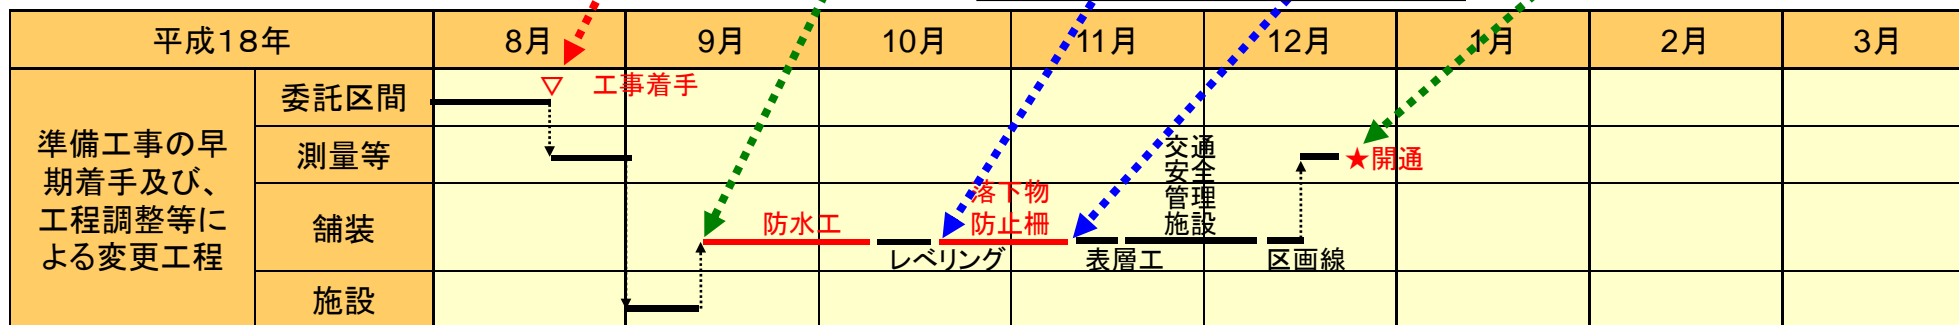 平成18年 8月 9月 10月 11月 12月 1月 2月 3月
準備工事の早
期着手及び、
工程調整等に
よる変更工程
委託区間
▽ 工事着手
測量等
交通
安全
管理
施設
★開通
舗装
防水工
レベリング
落下物
防止柵
表層工
区画線
施設